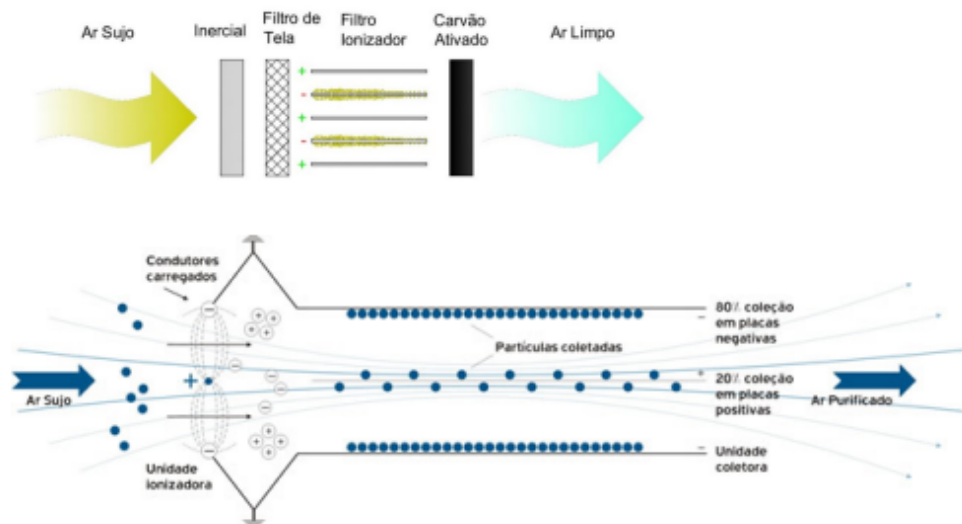 Ar Sujo
Inercial
Filtro de
Tela
Filtro
Ionizador
Carvão
Ativado
Ar Limpo
+
-
+
-
+
Condutores
carregados
Partículas coletadas
80% coleção
em placas
negativas
20% coleção
em placas
positivas
Ar Sujo
Ar Purificado
Unidade
ionizadora
Unidade
coletora